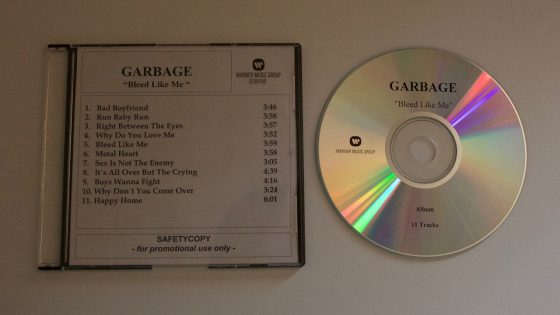 GARBAGE
"Bleed Like Me "
WARNER MUSIC GROUP
GERMANY
1. Bad Boyfriend 3:46
2. Run Baby Run 3:58
3. Right Between The Eyes 3:57
4. Why Do You Love Me 3:52
5. Bleed Like Me 3:59
6. Metal Heart 3:58
7. Sex Is Not The Enemy 3:05
8. It´s All Over But The Crying 4:39
9. Boys Wanna Fight 4:16
10. Why Don´t You Come Over 3:24
11. Happy Home 6:01
SAFETYCOPY
- for promotional use only -
GARBAGE
"Bleed Like Me"
WARNER MUSIC GROUP
Album
11 Tracks